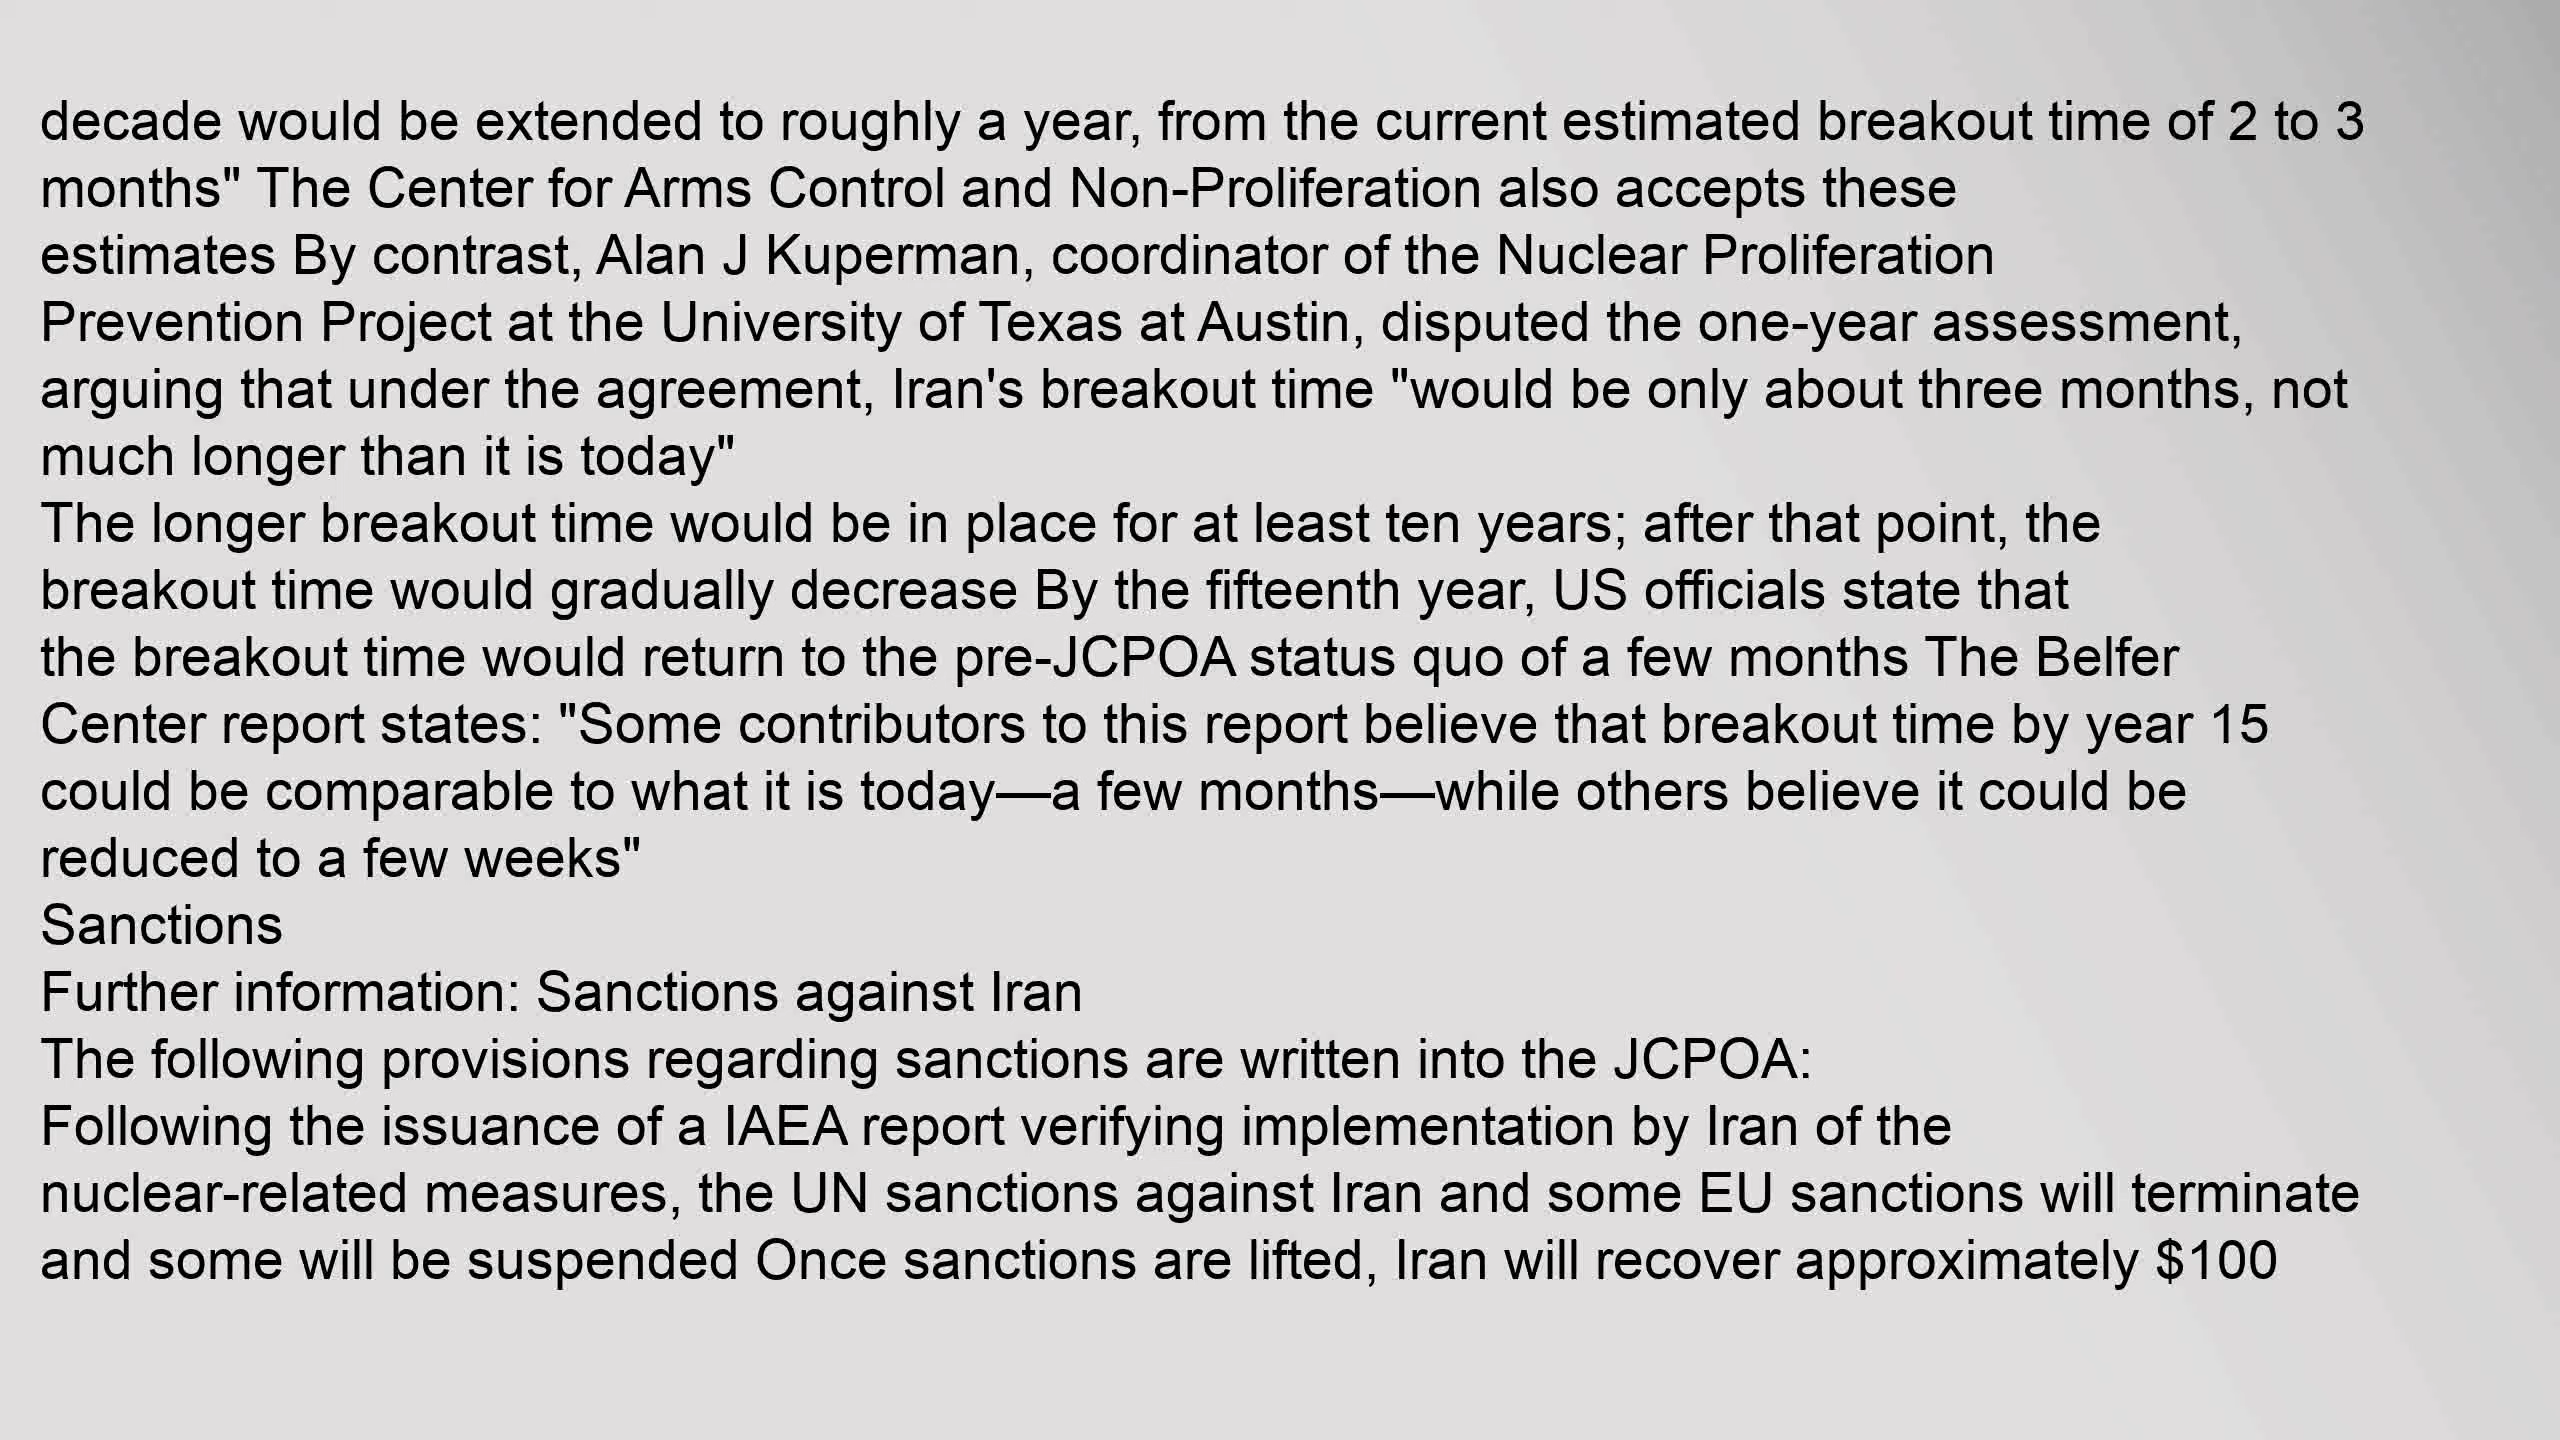 decade would be extended to roughly a year, from the current estimated breakout time of 2 to 3
months" The Center for Arms Control and Non-Proliferation also accepts these
estimates By contrast, Alan J Kuperman, coordinator of the Nuclear Proliferation
Prevention Project at the University of Texas at Austin, disputed the one-year assessment,
arguing that under the agreement, Iran's breakout time "would be only about three months, not
much longer than it is today"
The longer breakout time would be in place for at least ten years; after that point, the
breakout time would gradually decrease By the fifteenth year, US officials state that
the breakout time would return to the pre-JCPOA status quo of a few months The Belfer
Center report states: "Some contributors to this report believe that breakout time by year 15
could be comparable to what it is today—a few months—while others believe it could be
reduced to a few weeks"
Sanctions
Further information: Sanctions against Iran
The following provisions regarding sanctions are written into the JCPOA:
Following the issuance of a IAEA report verifying implementation by Iran of the
nuclear-related measures, the UN sanctions against Iran and some EU sanctions will terminate
and some will be suspended Once sanctions are lifted, Iran will recover approximately $100